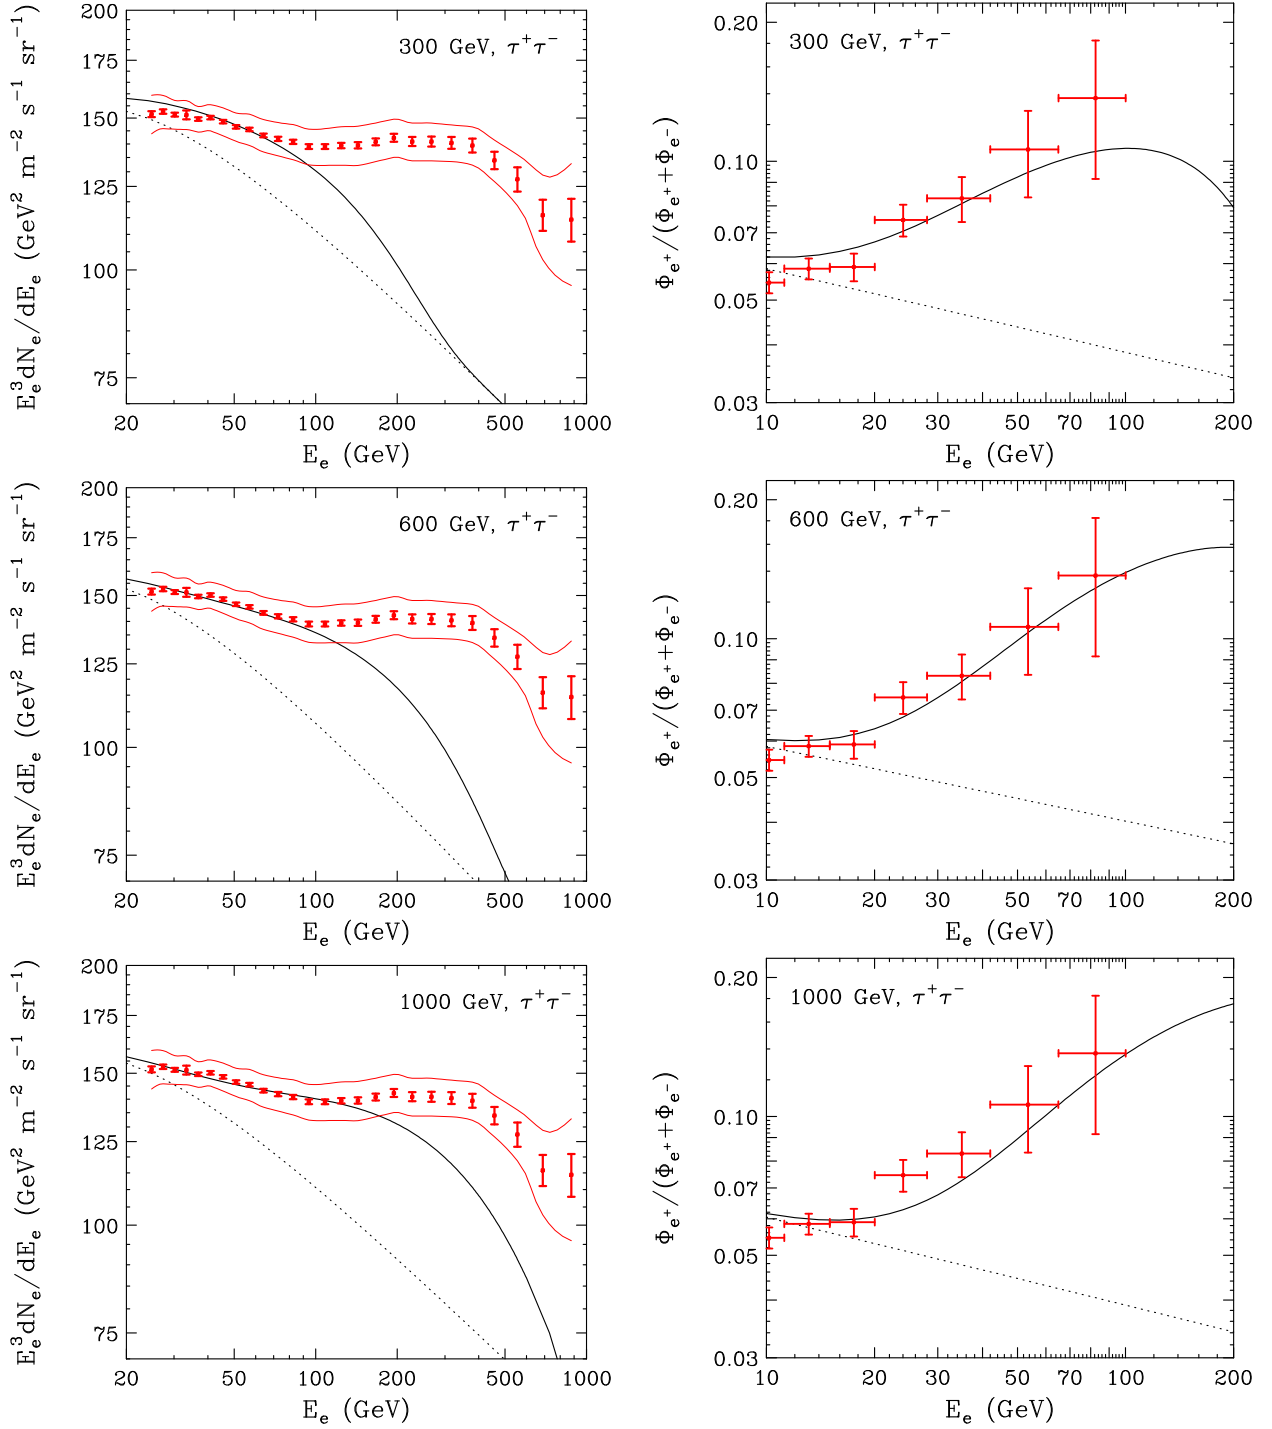 300 GeV, τ⁺τ⁻
E_e³dN_e/dE_e (GeV² m⁻² s⁻¹ sr⁻¹)
200
175
150
125
100
75
20 50 100 200 500 1000
E_e (GeV)
300 GeV, τ⁺τ⁻
Φ_e⁺/(Φ_e⁺+Φ_e⁻)
0.20
0.10
0.07
0.05
0.03
10 20 30 50 70 100 200
E_e (GeV)
600 GeV, τ⁺τ⁻
E_e³dN_e/dE_e (GeV² m⁻² s⁻¹ sr⁻¹)
200
175
150
125
100
75
20 50 100 200 500 1000
E_e (GeV)
600 GeV, τ⁺τ⁻
Φ_e⁺/(Φ_e⁺+Φ_e⁻)
0.20
0.10
0.07
0.05
0.03
10 20 30 50 70 100 200
E_e (GeV)
1000 GeV, τ⁺τ⁻
E_e³dN_e/dE_e (GeV² m⁻² s⁻¹ sr⁻¹)
200
175
150
125
100
75
20 50 100 200 500 1000
E_e (GeV)
1000 GeV, τ⁺τ⁻
Φ_e⁺/(Φ_e⁺+Φ_e⁻)
0.20
0.10
0.07
0.05
0.03
10 20 30 50 70 100 200
E_e (GeV)